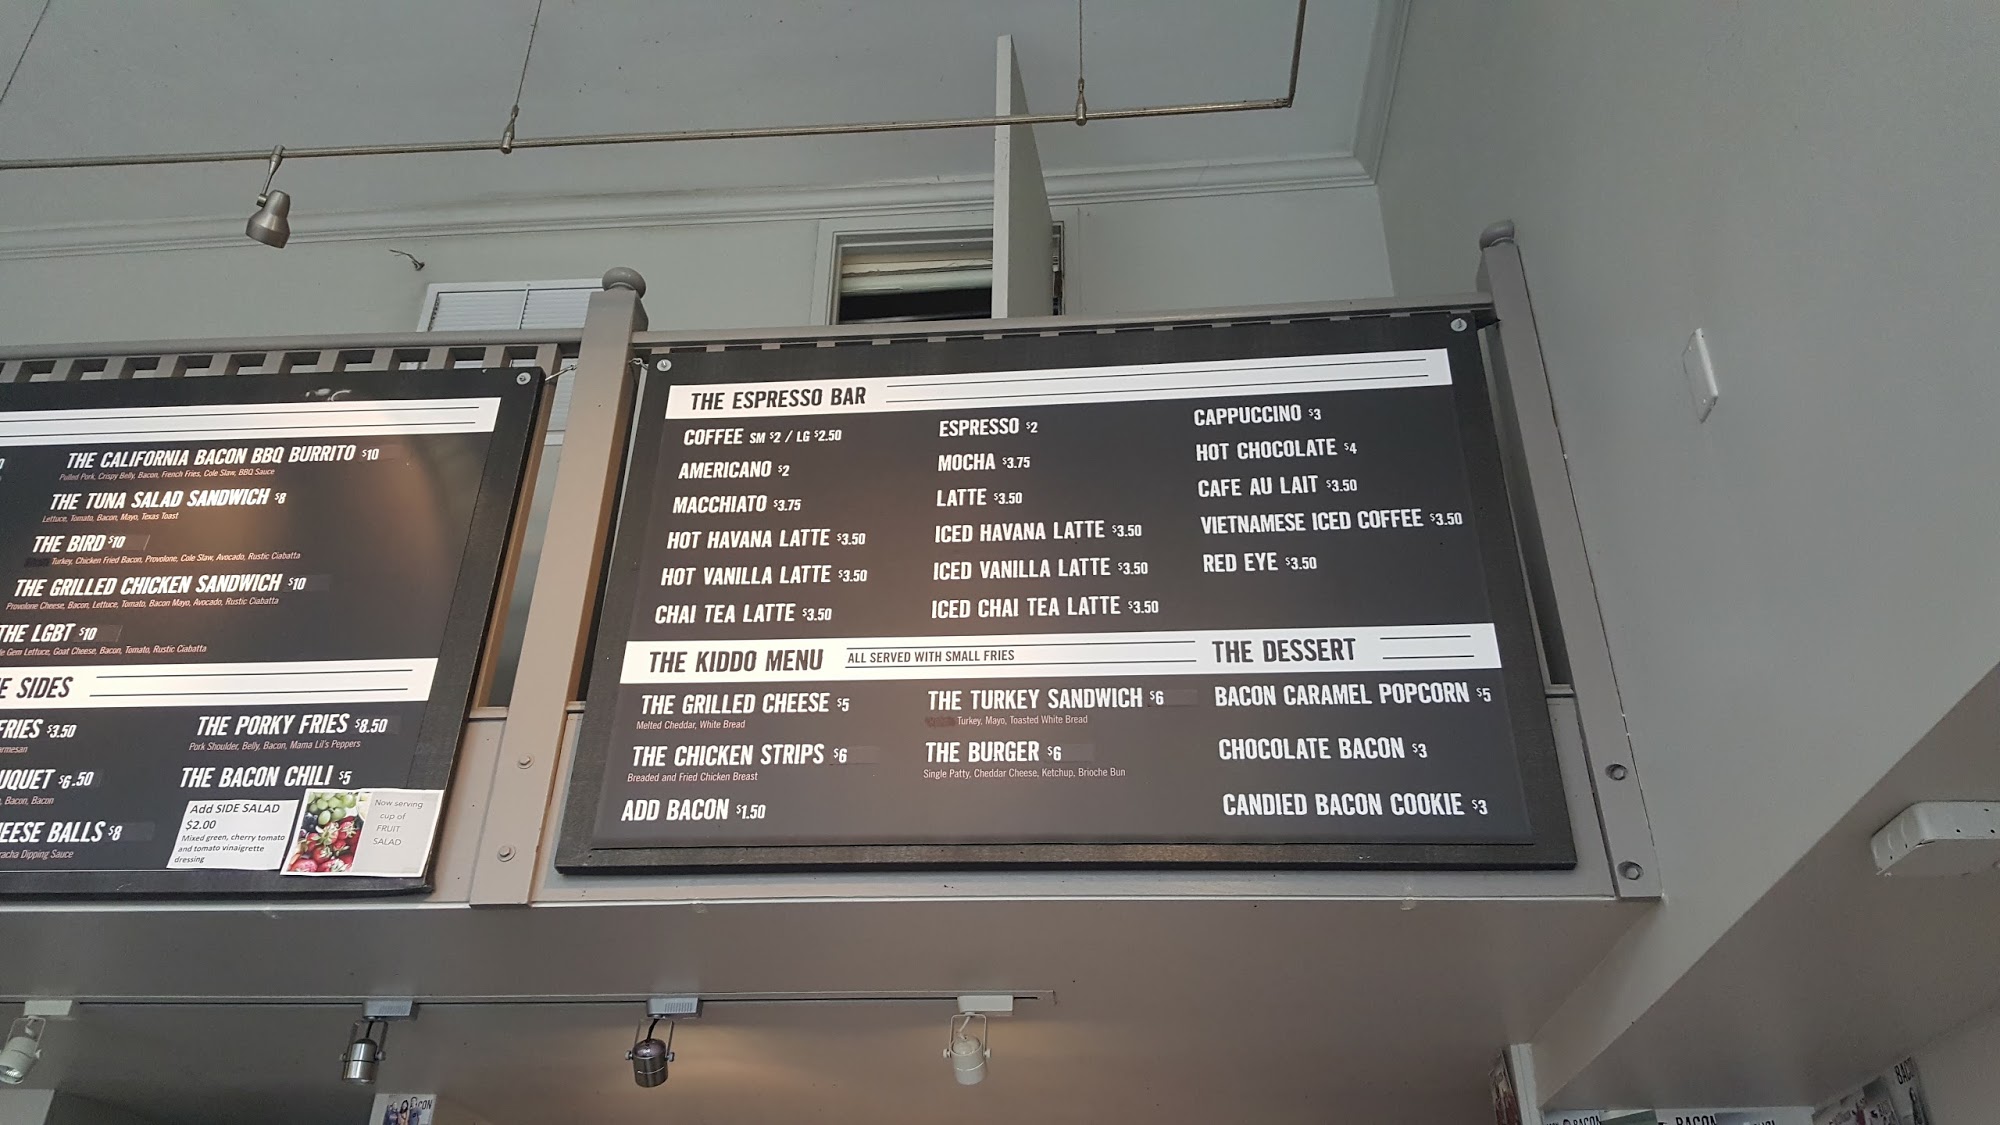 THE CALIFORNIA BACON BBQ BURRITO $10
Pulled Pork, Crispy Belly, Bacon, French Fries, Cole Slaw, BBQ Sauce
THE TUNA SALAD SANDWICH $8
Lettuce, Tomato, Bacon, Mayo, Texas Toast
THE BIRD $10
Turkey, Chicken Fried Bacon, Provolone, Cole Slaw, Avocado, Rustic Ciabatta
THE GRILLED CHICKEN SANDWICH $10
Provolone Cheese, Bacon, Lettuce, Tomato, Bacon Mayo, Avocado, Rustic Ciabatta
THE LGBT $10
Gem Lettuce, Goat Cheese, Bacon, Tomato, Rustic Ciabatta
SIDES
FRIES $3.50
THE PORKY FRIES $8.50
Pork Shoulder, Belly, Bacon, Mama Lil's Peppers
UQUET $6.50
, Bacon, Bacon
THE BACON CHILI $5
EESE BALLS $8
Dipping Sauce
Add SIDE SALAD
$2.00
Mixed green, cherry tomato
and tomato vinaigrette
dressing
Now serving
cup of
FRUIT
SALAD
THE ESPRESSO BAR
COFFEE SM $2 / LG $2.50
AMERICANO $2
MACCHIATO $3.75
HOT HAVANA LATTE $3.50
HOT VANILLA LATTE $3.50
CHAI TEA LATTE $3.50
ESPRESSO $2
MOCHA $3.75
LATTE $3.50
ICED HAVANA LATTE $3.50
ICED VANILLA LATTE $3.50
ICED CHAI TEA LATTE $3.50
CAPPUCCINO $3
HOT CHOCOLATE $4
CAFE AU LAIT $3.50
VIETNAMESE ICED COFFEE $3.50
RED EYE $3.50
THE KIDDO MENU ALL SERVED WITH SMALL FRIES
THE GRILLED CHEESE $5
Melted Cheddar, White Bread
THE CHICKEN STRIPS $6
Breaded and Fried Chicken Breast
ADD BACON $1.50
THE TURKEY SANDWICH $6
Turkey, Mayo, Toasted White Bread
THE BURGER $6
Single Patty, Cheddar Cheese, Ketchup, Brioche Bun
THE DESSERT
BACON CARAMEL POPCORN $5
CHOCOLATE BACON $3
CANDIED BACON COOKIE $3
BACON
BACON